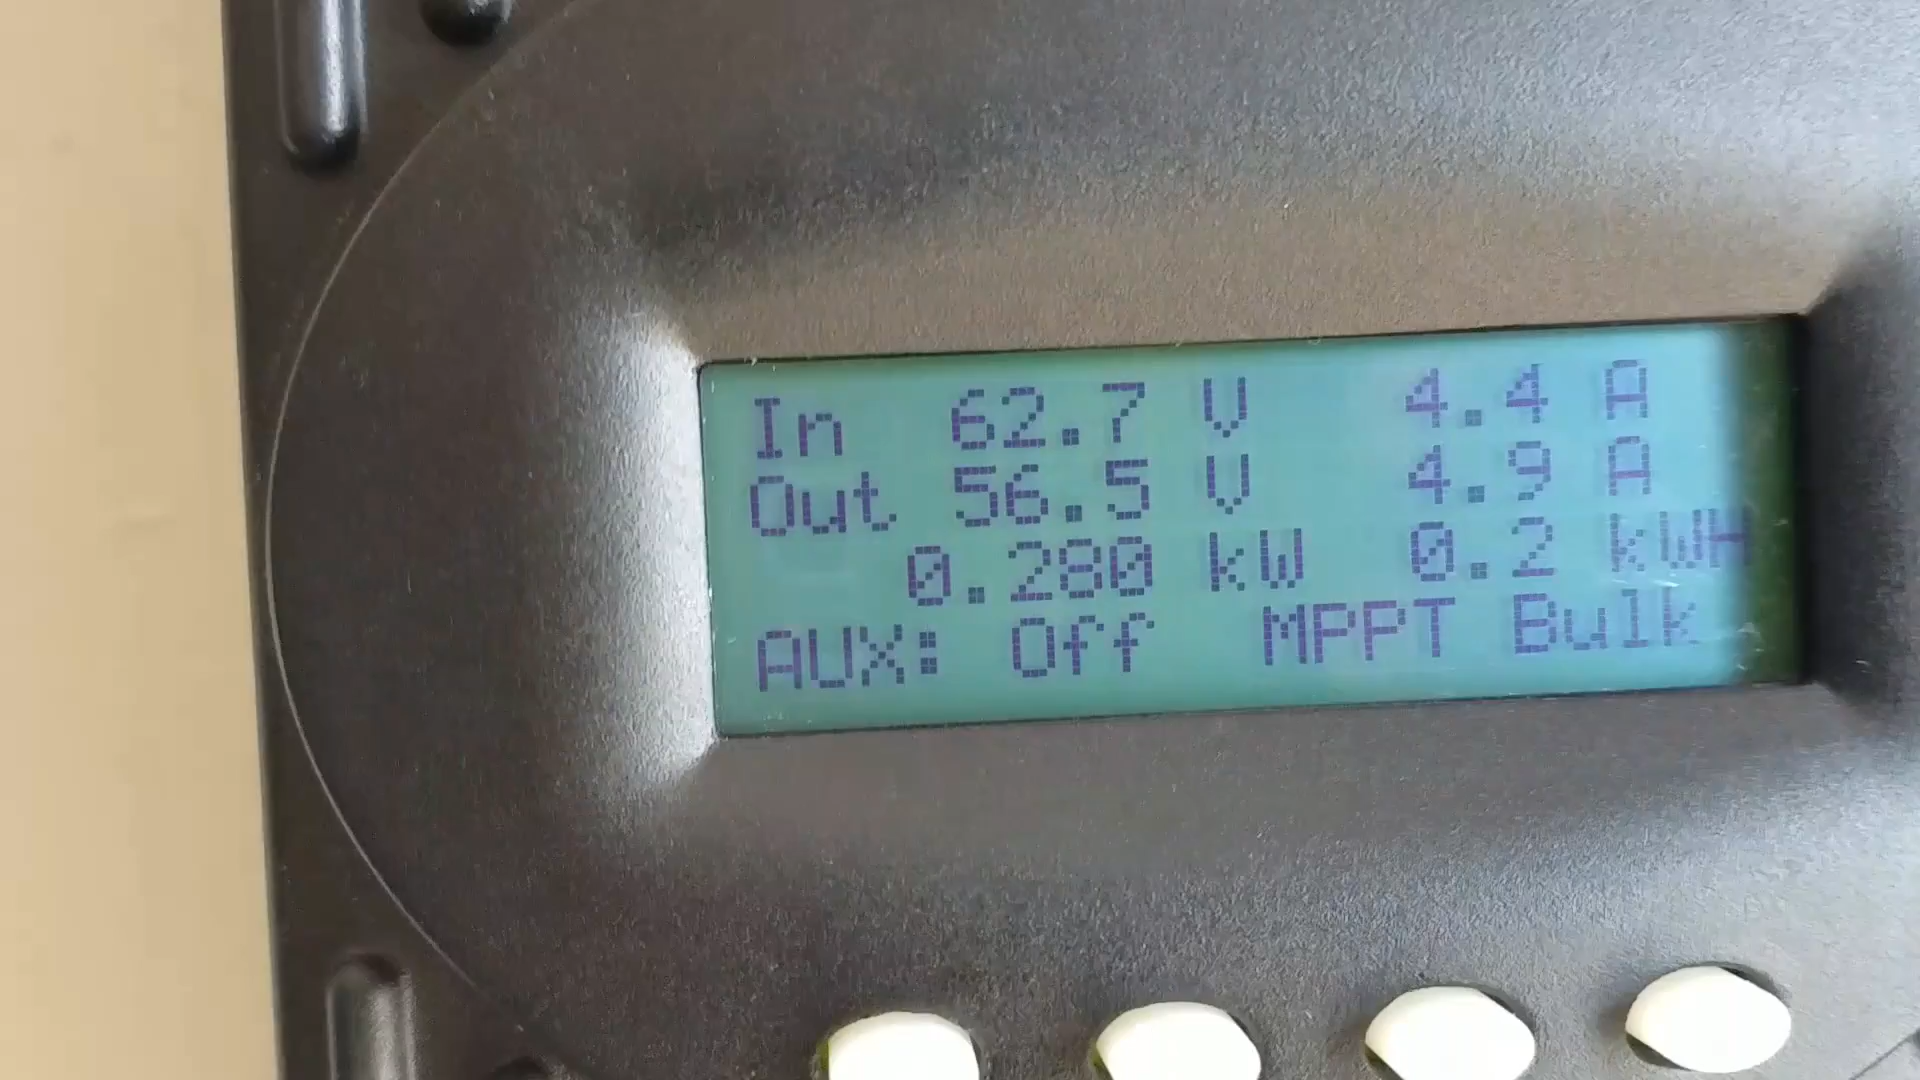 In 62.7 V 4.4 A
Out 56.5 V 4.9 A
0.280 kW 0.2 kWH
AUX: Off MPPT Bulk